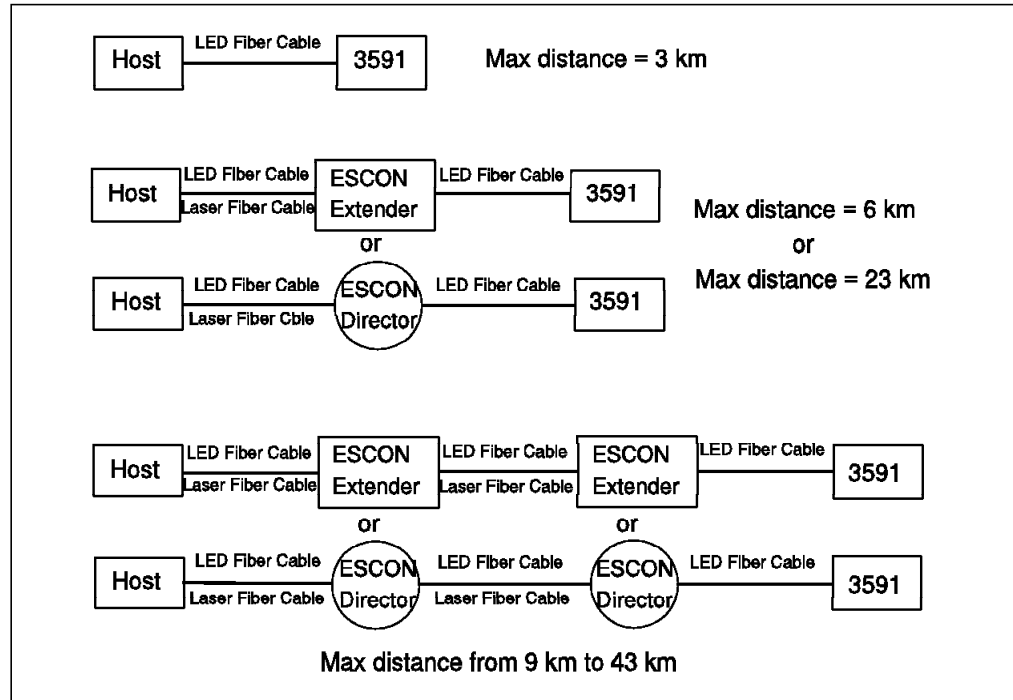 Host LED Fiber Cable 3591 Max distance = 3 km
Host LED Fiber Cable ESCON LED Fiber Cable 3591
Laser Fiber Cable Extender
Max distance = 6 km
or
or
Max distance = 23 km
Host LED Fiber Cable ESCON LED Fiber Cable 3591
Laser Fiber Cble Director
Host LED Fiber Cable ESCON LED Fiber Cable ESCON LED Fiber Cable 3591
Laser Fiber Cable Extender Laser Fiber Cable Extender
or or
Host LED Fiber Cable ESCON LED Fiber Cable ESCON LED Fiber Cable 3591
Laser Fiber Cable Director Laser Fiber Cable Director
Max distance from 9 km to 43 km